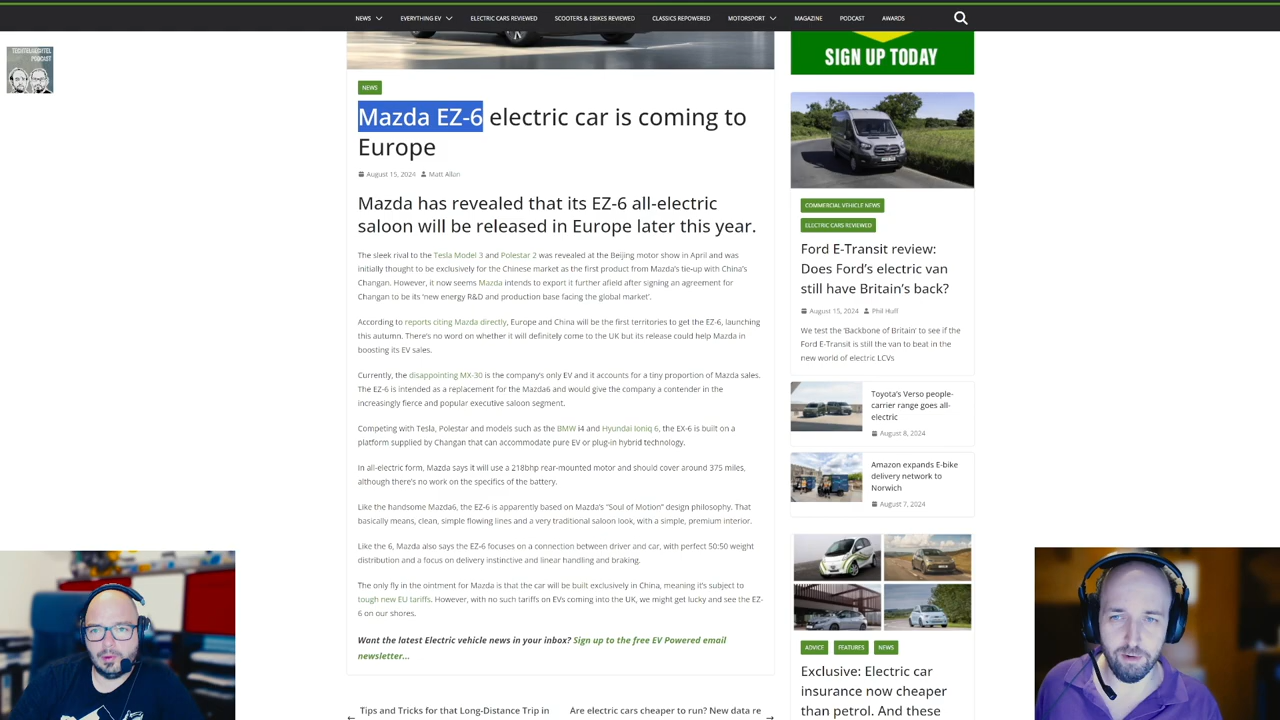 NEWS
EVERYTHING EV
ELECTRIC CARS REVIEWED
SCOOTERS & EBIKES REVIEWED
CLASSICS REPOWERED
MOTORSPORT
MAGAZINE
PODCAST
AWARDS
PODCAST
NEWS
Mazda EZ-6 electric car is coming to
Europe
August 15, 2024 Matt Allan
Mazda has revealed that its EZ-6 all-electric
saloon will be released in Europe later this year.
The sleek rival to the Tesla Model 3 and Polestar 2 was revealed at the Beijing motor show in April and was
initially thought to be exclusively for the Chinese market as the first product from Mazda's tie-up with China's
Changan. However, it now seems Mazda intends to export it further afield after signing an agreement for
Changan to be its 'new energy R&D and production base facing the global market'.
According to reports citing Mazda directly, Europe and China will be the first territories to get the EZ-6, launching
this autumn. There's no word on whether it will definitely come to the UK but its release could help Mazda in
boosting its EV sales.
Currently, the disappointing MX-30 is the company's only EV and it accounts for a tiny proportion of Mazda sales.
The EZ-6 is intended as a replacement for the Mazda6 and would give the company a contender in the
increasingly fierce and popular executive saloon segment.
Competing with Tesla, Polestar and models such as the BMW i4 and Hyundai Ioniq 6, the EX-6 is built on a
platform supplied by Changan that can accommodate pure EV or plug-in hybrid technology.
In all-electric form, Mazda says it will use a 218bhp rear-mounted motor and should cover around 375 miles,
although there's no work on the specifics of the battery.
Like the handsome Mazda6, the EZ-6 is apparently based on Mazda's "Soul of Motion" design philosophy. That
basically means, clean, simple flowing lines and a very traditional saloon look, with a simple, premium interior.
Like the 6, Mazda also says the EZ-6 focuses on a connection between driver and car, with perfect 50:50 weight
distribution and a focus on delivery instinctive and linear handling and braking.
The only fly in the ointment for Mazda is that the car will be built exclusively in China, meaning it's subject to
tough new EU tariffs. However, with no such tariffs on EVs coming into the UK, we might get lucky and see the EZ-
6 on our shores.
Want the latest Electric vehicle news in your inbox? Sign up to the free EV Powered email
newsletter...
Tips and Tricks for that Long-Distance Trip in
Are electric cars cheaper to run? New data re
SIGN UP TODAY
COMMERCIAL VEHICLE NEWS
ELECTRIC CARS REVIEWED
Ford E-Transit review:
Does Ford's electric van
still have Britain's back?
August 15, 2024 Phil Huff
We test the 'Backbone of Britain' to see if the
Ford E-Transit is still the van to beat in the
new world of electric LCVs
Toyota's Verso people-
carrier range goes all-
electric
August 8, 2024
Amazon expands E-bike
delivery network to
Norwich
August 7, 2024
ADVICE
FEATURES
NEWS
Exclusive: Electric car
insurance now cheaper
than petrol. And these